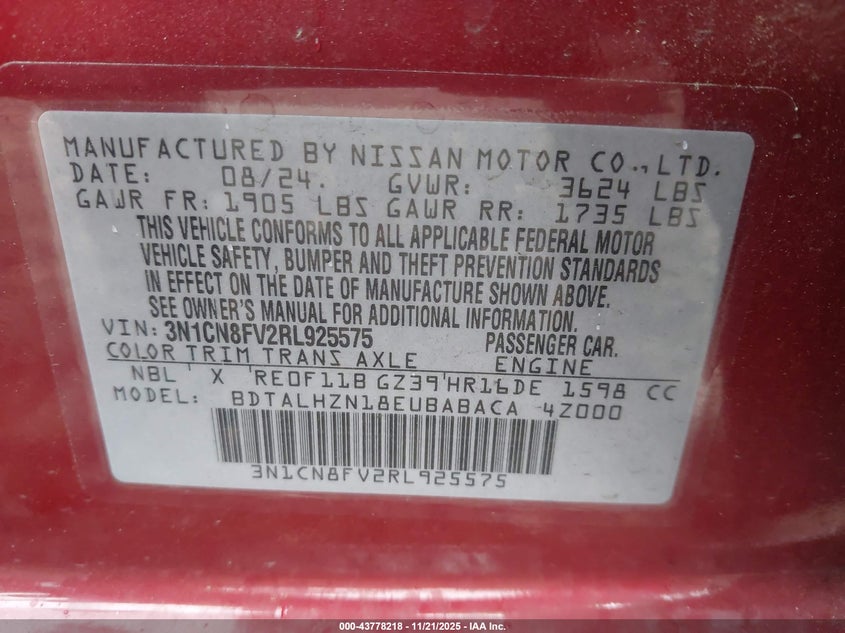 MANUFACTURED BY NISSAN MOTOR CO.,LTD.
DATE: 08/24. GVWR: 3624 LBS
GAWR FR: 1905 LBS GAWR RR: 1735 LBS
THIS VEHICLE CONFORMS TO ALL APPLICABLE FEDERAL MOTOR
VEHICLE SAFETY, BUMPER AND THEFT PREVENTION STANDARDS
IN EFFECT ON THE DATE OF MANUFACTURE SHOWN ABOVE.
SEE OWNER'S MANUAL FOR ADDITIONAL INFORMATION.
VIN: 3N1CN8FV2RL925575 PASSENGER CAR.
COLOR TRIM TRANS AXLE ENGINE
NBL X RE0F11B GZ39 HR16DE 1598 CC
MODEL: BDTALHZN18EUBABACA 4Z000
3N1CN8FV2RL925575
000-43778218 - 11/21/2025 - IAA Inc.